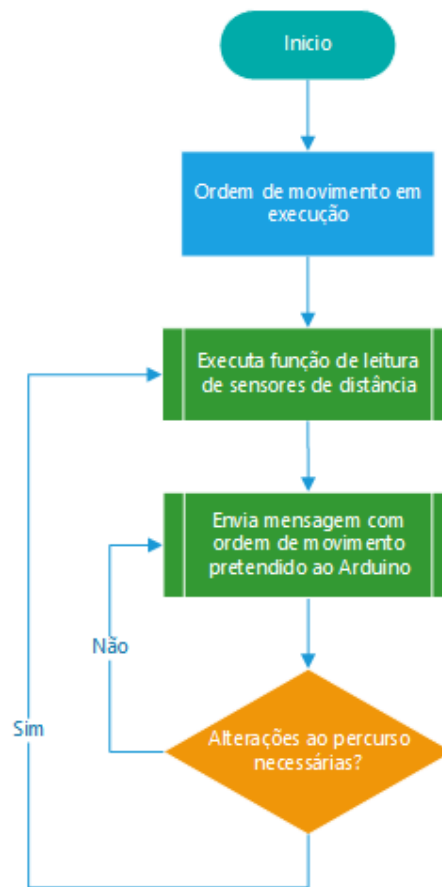 Inicio
Ordem de movimento em
execução
Executa função de leitura
de sensores de distância
Envia mensagem com
ordem de movimento
pretendido ao Arduino
Não
Sim
Alterações ao percurso
necessárias?